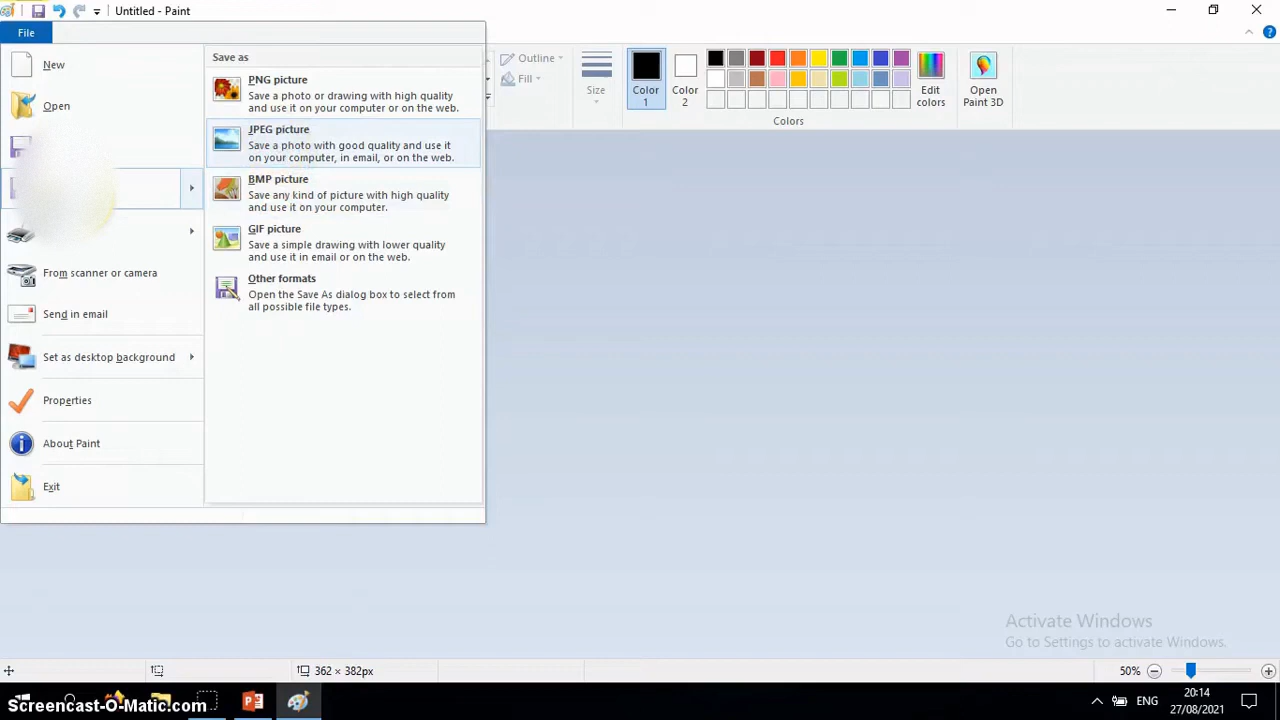 Untitled - Paint
File
New
Open
From scanner or camera
Send in email
Set as desktop background
Properties
About Paint
Exit
Save as
PNG picture
Save a photo or drawing with high quality
and use it on your computer or on the web.
JPEG picture
Save a photo with good quality and use it
on your computer, in email, or on the web.
BMP picture
Save any kind of picture with high quality
and use it on your computer.
GIF picture
Save a simple drawing with lower quality
and use it in email or on the web.
Other formats
Open the Save As dialog box to select from
all possible file types.
Outline
Fill
Size
Color
1
Color
2
Edit
colors
Open
Paint 3D
Colors
Activate Windows
Go to Settings to activate Windows.
362 × 382px
50%
Screencast-O-Matic.com
ENG
20:14
27/08/2021